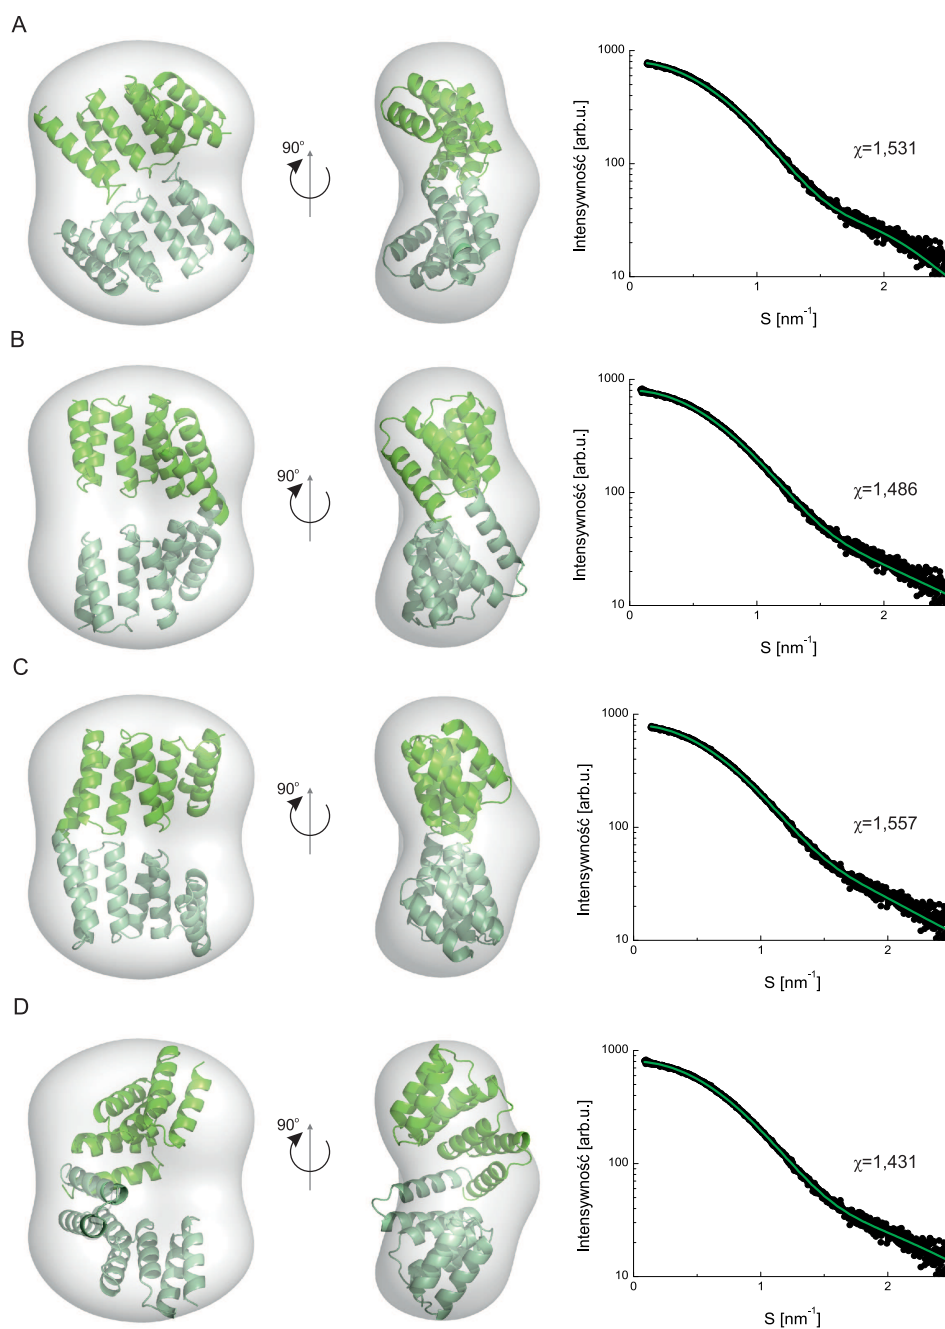 A
90°
1000
100
10
Intensywność [arb.u.]
χ=1,531
1
2
S [nm⁻¹]
B
90°
1000
100
10
Intensywność [arb.u.]
χ=1,486
0
1
2
S [nm⁻¹]
C
90°
1000
100
10
Intensywność [arb.u.]
χ=1,557
1
2
S [nm⁻¹]
D
90°
1000
100
10
Intensywność [arb.u.]
χ=1,431
0
1
2
S [nm⁻¹]